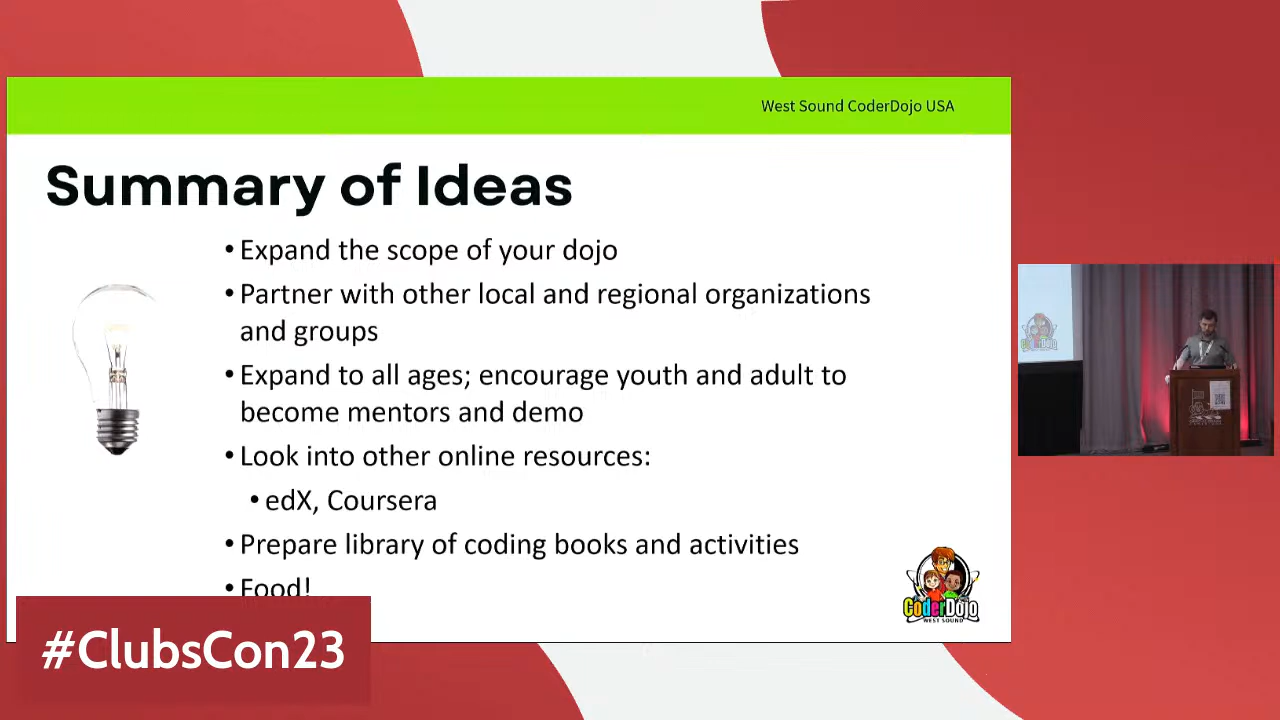 West Sound CoderDojo USA
Summary of Ideas
• Expand the scope of your dojo
• Partner with other local and regional organizations
and groups
• Expand to all ages; encourage youth and adult to
become mentors and demo
• Look into other online resources:
• edX, Coursera
• Prepare library of coding books and activities
• Food!
CoderDojo
WEST SOUND
#ClubsCon23